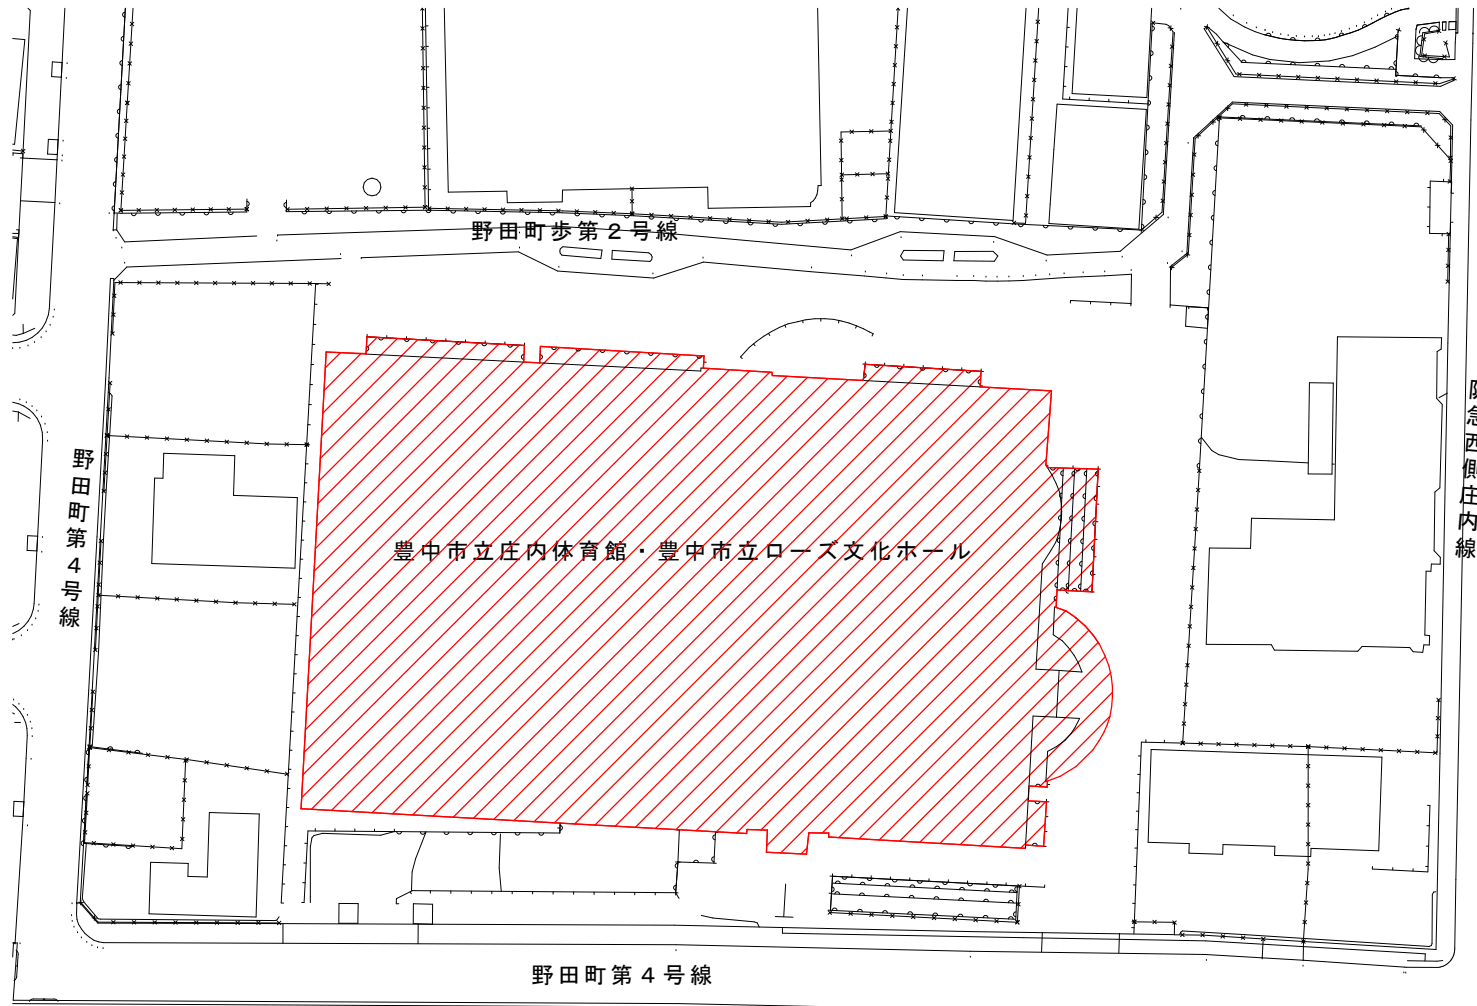 野田町歩第２号線
阪急西側庄内線
野田町第４号線
豊中市立庄内体育館・豊中市立ローズ文化ホール
野田町第４号線